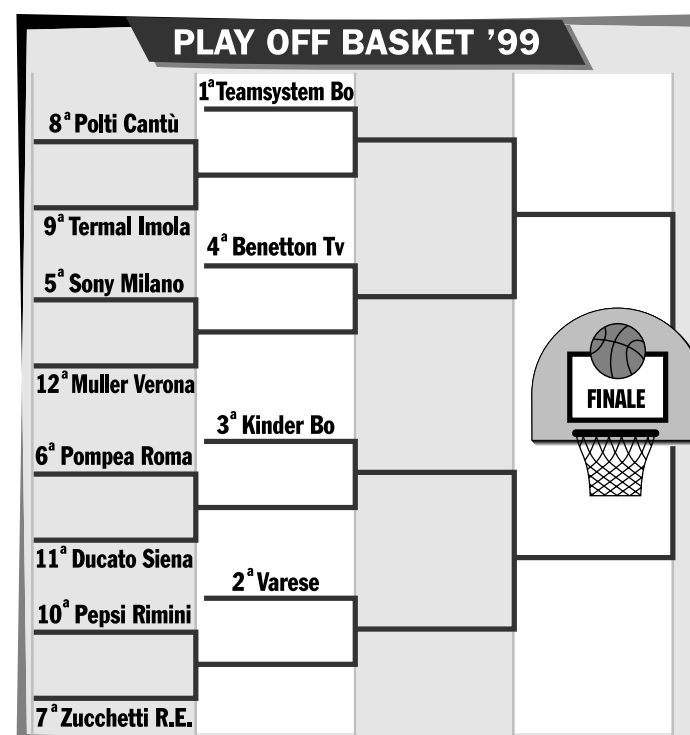 PLAY OFF BASKET ’99
1ª Teamsystem Bo
8ª Polti Cantù
9ª Termal Imola
4ª Benetton Tv
5ª Sony Milano
12ª Muller Verona
3ª Kinder Bo
6ª Pompea Roma
11ª Ducato Siena
2ª Varese
10ª Pepsi Rimini
7ª Zucchetti R.E.
FINALE